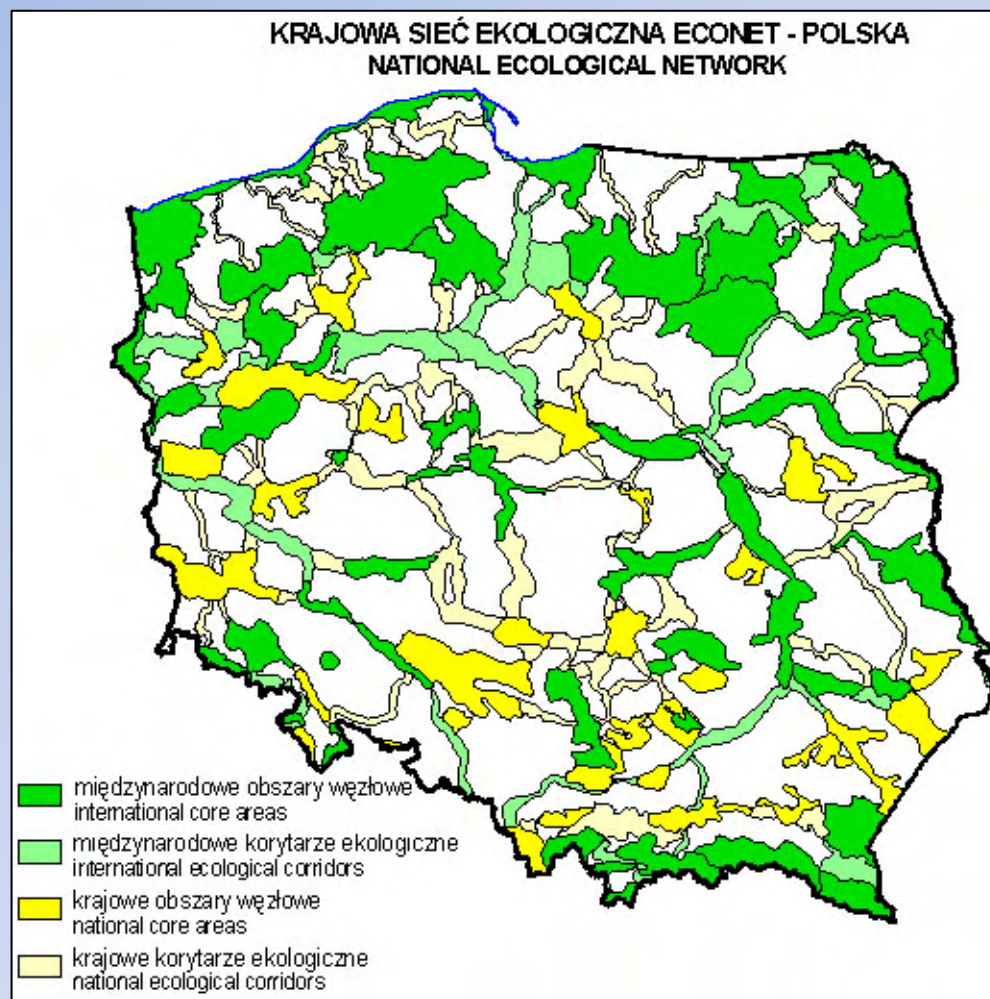 KRAJOWA SIEĆ EKOLOGICZNA ECONET - POLSKA
NATIONAL ECOLOGICAL NETWORK
międzynarodowe obszary węzłowe
international core areas
międzynarodowe korytarze ekologiczne
international ecological corridors
krajowe obszary węzłowe
national core areas
krajowe korytarze ekologiczne
national ecological corridors